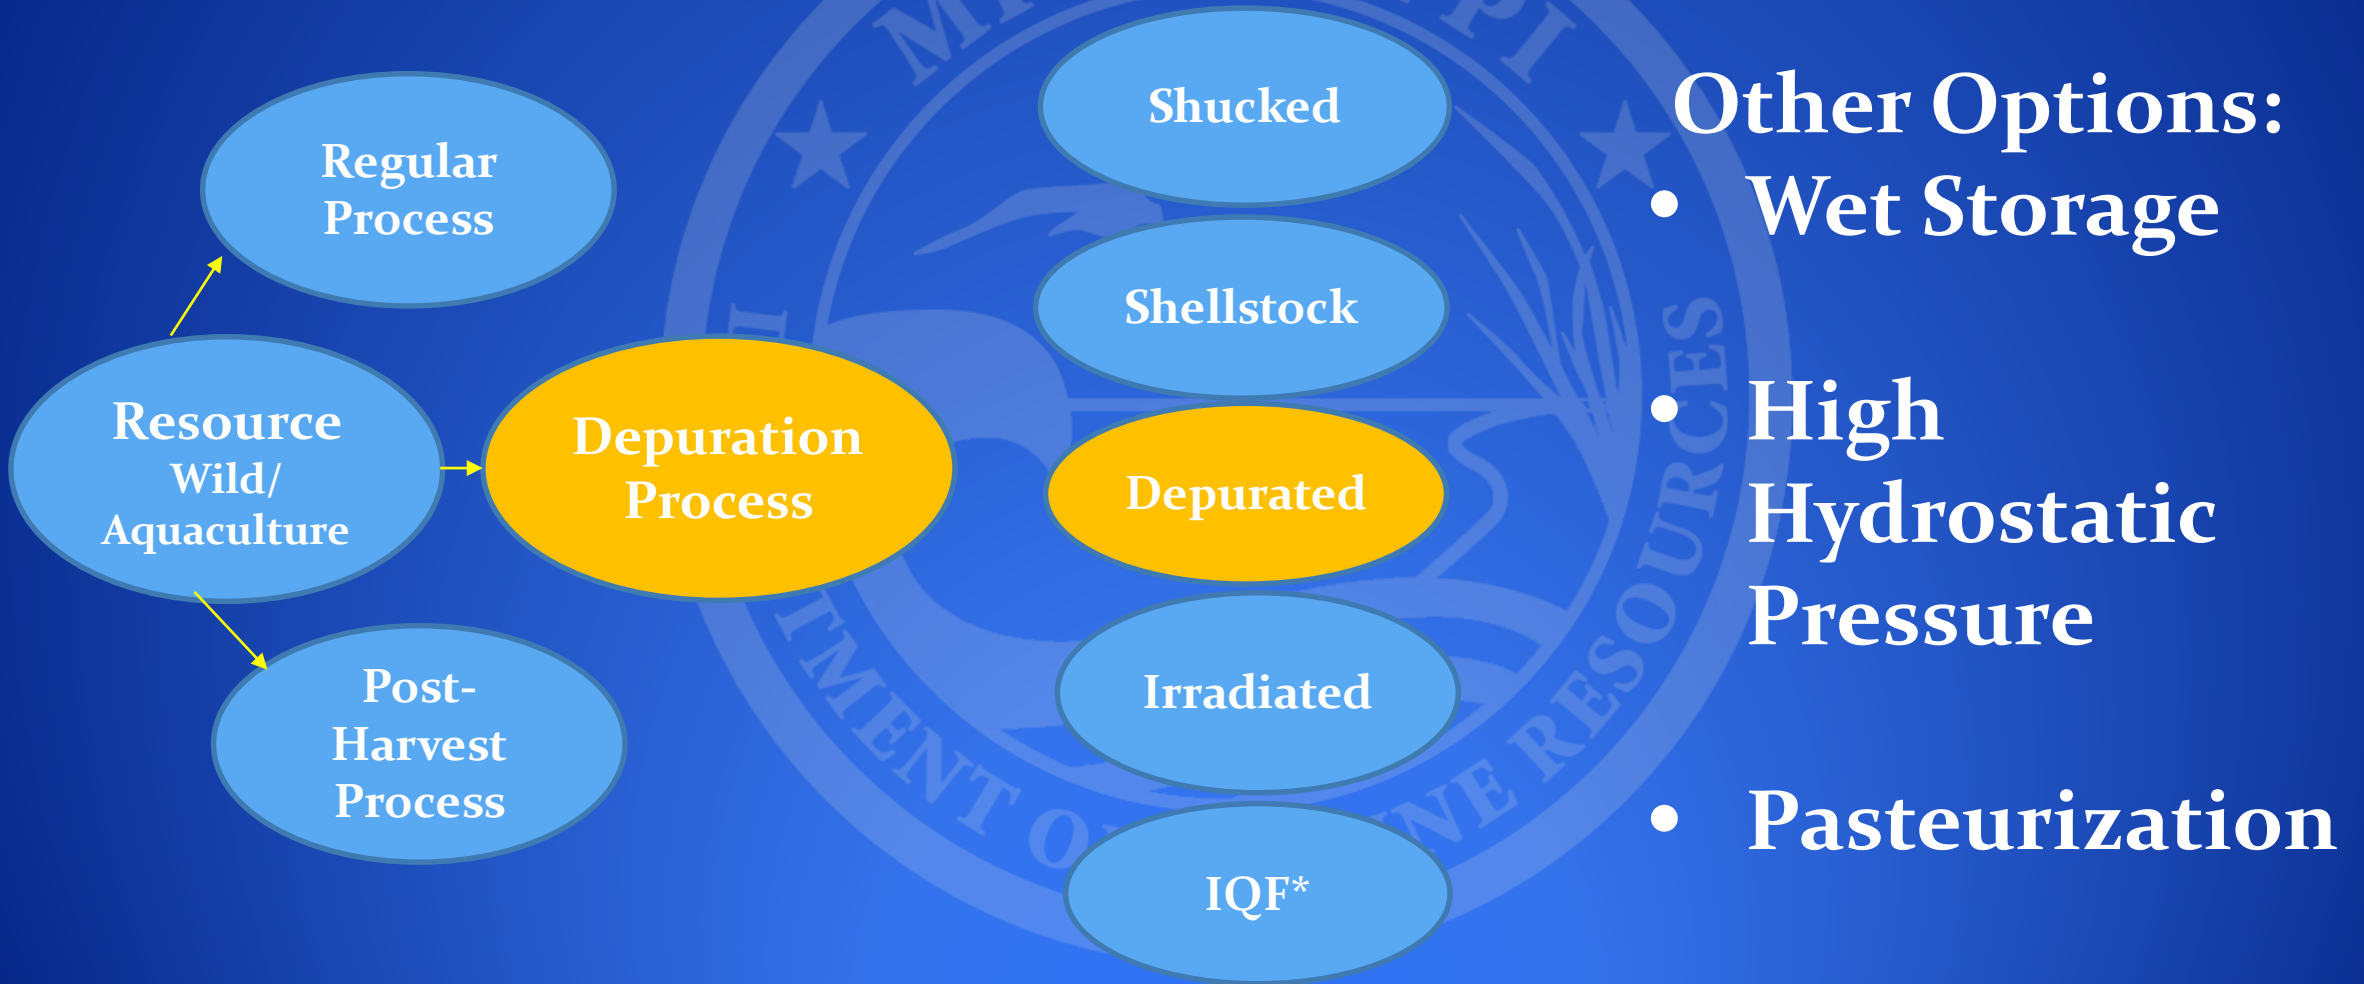 Regular
Process
Resource
Wild/
Aquaculture
Depuration
Process
Post-
Harvest
Process
Shucked
Shellstock
Depurated
Irradiated
IQF*
Other Options:
• Wet Storage
• High
Hydrostatic
Pressure
• Pasteurization
RESOURCES